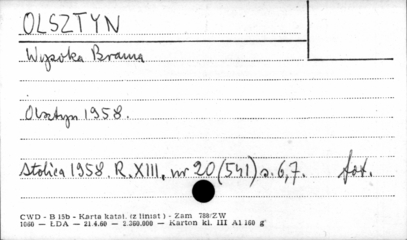 OLSZTYN
Wysoka Brama
Olsztyn 1958.
Stolica 1958. R. XIII, nr 20 (541) s. 6,7. fot.
CWD - B 15b - Karta katal. (z liniat) - Zam 788/ZW
1060 — ŁDA — 21.4.60 — 2.360.000 — Karton kl. III A1 160 g